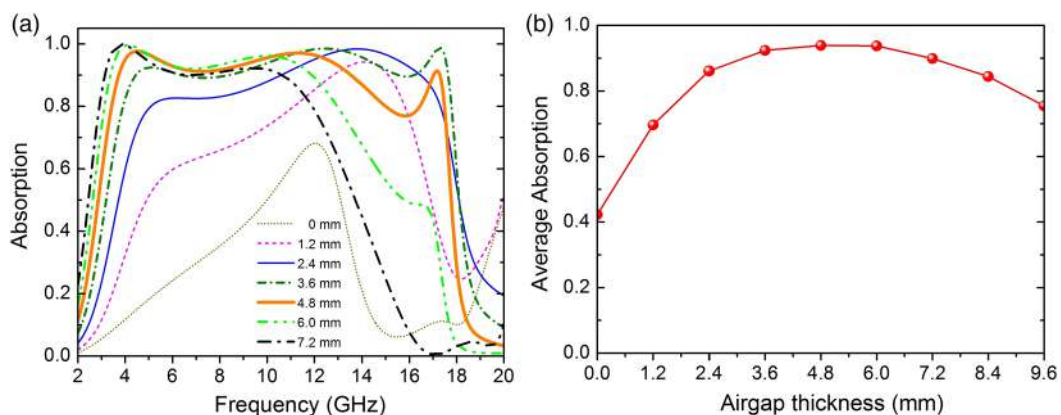 (a)
1.0
0.8
0.6
0.4
0.2
0.0
Absorption
0 mm
1.2 mm
2.4 mm
3.6 mm
4.8 mm
6.0 mm
7.2 mm
2 4 6 8 10 12 14 16 18 20
Frequency (GHz)
(b)
1.0
0.8
0.6
0.4
0.2
0.0
Average Absorption
0.0 1.2 2.4 3.6 4.8 6.0 7.2 8.4 9.6
Airgap thickness (mm)